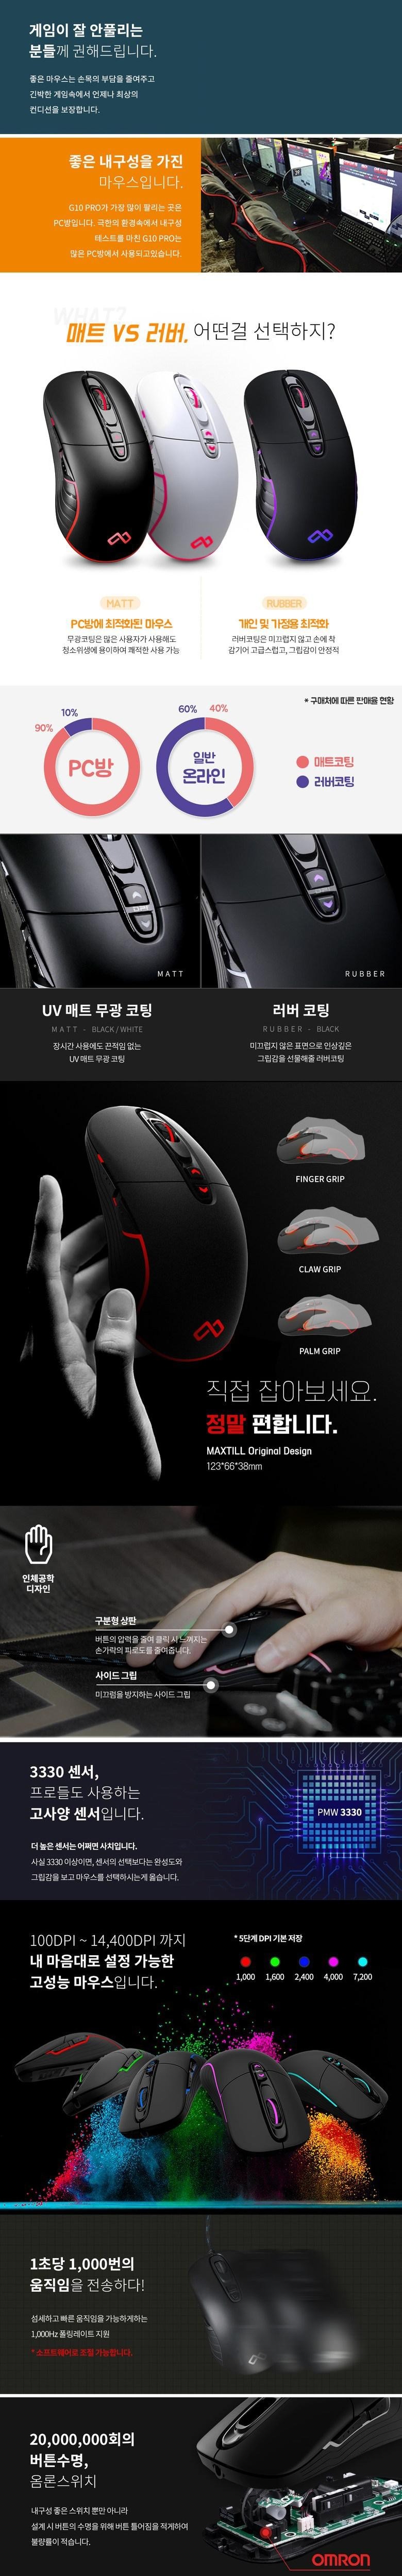 게임이 잘 안풀리는
분들께 권해드립니다.
좋은 마우스는 손목의 부담을 줄여주고
긴박한 게임속에서 언제나 최상의
컨디션을 보장합니다.
좋은 내구성을 가진
마우스입니다.
G10 PRO가 가장 많이 팔리는 곳은
PC방입니다. 극한의 환경속에서 내구성
테스트를 마친 G10 PRO는
많은 PC방에서 사용되고있습니다.
WHAT?
매트 VS 러버, 어떤걸 선택하지?
MATT
PC방에 최적화된 마우스
무광코팅은 많은 사용자가 사용해도
청소위생에 용이하여 쾌적한 사용 가능
RUBBER
개인 및 가정용 최적화
러버코팅은 미끄럽지 않고 손에 착
감기어 고급스럽고, 그립감이 안정적
* 구매처에 따른 판매율 현황
10%
90%
PC방
60%
40%
일반
온라인
매트코팅
러버코팅
MATT
RUBBER
UV 매트 무광 코팅
MATT - BLACK / WHITE
장시간 사용에도 끈적임 없는
UV 매트 무광 코팅
러버 코팅
RUBBER - BLACK
미끄럽지 않은 표면으로 인상깊은
그립감을 선물해줄 러버코팅
FINGER GRIP
CLAW GRIP
PALM GRIP
직접 잡아보세요.
정말 편합니다.
MAXTILL Original Design
123*66*38mm
인체공학
디자인
구분형 상판
버튼의 압력을 줄여 클릭 시 느껴지는
손가락의 피로도를 줄여줍니다.
사이드 그립
미끄럼을 방지하는 사이드 그립
3330 센서,
프로들도 사용하는
고사양 센서입니다.
더 높은 센서는 어쩌면 사치입니다.
사실 3330 이상이면, 센서의 선택보다는 완성도와
그립감을 보고 마우스를 선택하시는게 옳습니다.
PMW 3330
100DPI ~ 14,400DPI 까지
내 마음대로 설정 가능한
고성능 마우스입니다.
* 5단계 DPI 기본 저장
1,000 1,600 2,400 4,000 7,200
1초당 1,000번의
움직임을 전송하다!
섬세하고 빠른 움직임을 가능하게하는
1,000Hz 폴링레이트 지원
* 소프트웨어로 조절 가능합니다.
20,000,000회의
버튼수명,
옴론스위치
내구성 좋은 스위치 뿐만 아니라
설계 시 버튼의 수명을 위해 버튼 틀어짐을 적게하여
불량률이 적습니다.
OMRON